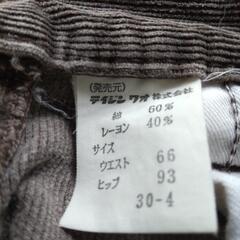 (発売元)
テイジン ワオ 株式会社
綿 60%
レーヨン 40%
サイズ
ウエスト 66
ヒップ 93
30-4